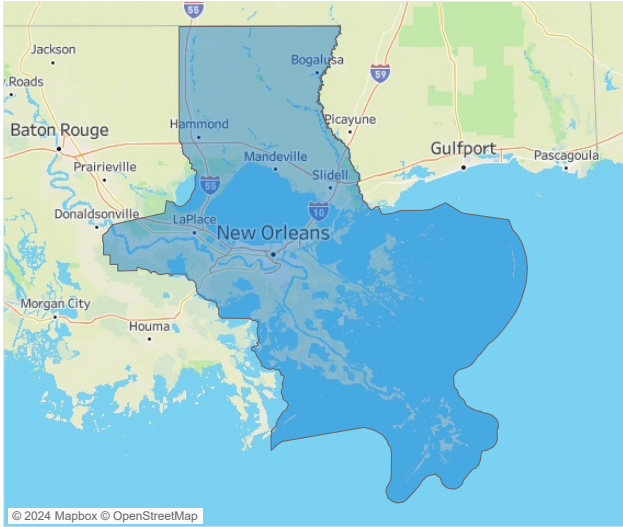 55
Jackson
Bogalusa
59
Roads
Hammond
Picayune
Baton Rouge
Gulfport
Mandeville
Pascagoula
Prairieville
Slidell
55
Donaldsonville
LaPlace
10
New Orleans
Morgan City
Houma
© 2024 Mapbox © OpenStreetMap